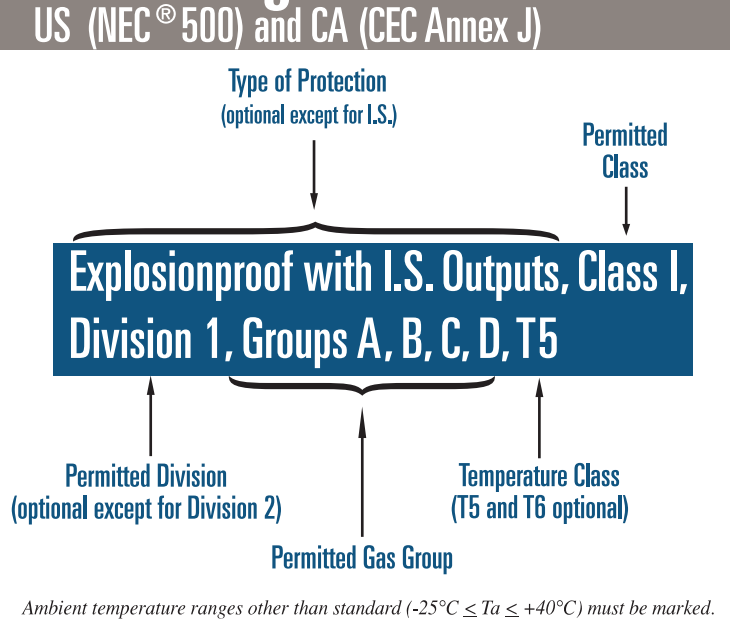 US (NEC® 500) and CA (CEC Annex J)
Type of Protection
(optional except for I.S.)
Permitted
Class
Explosionproof with I.S. Outputs, Class I,
Division 1, Groups A, B, C, D, T5
Permitted Division
(optional except for Division 2)
Temperature Class
(T5 and T6 optional)
Permitted Gas Group
Ambient temperature ranges other than standard (-25°C ≤ Ta ≤ +40°C) must be marked.